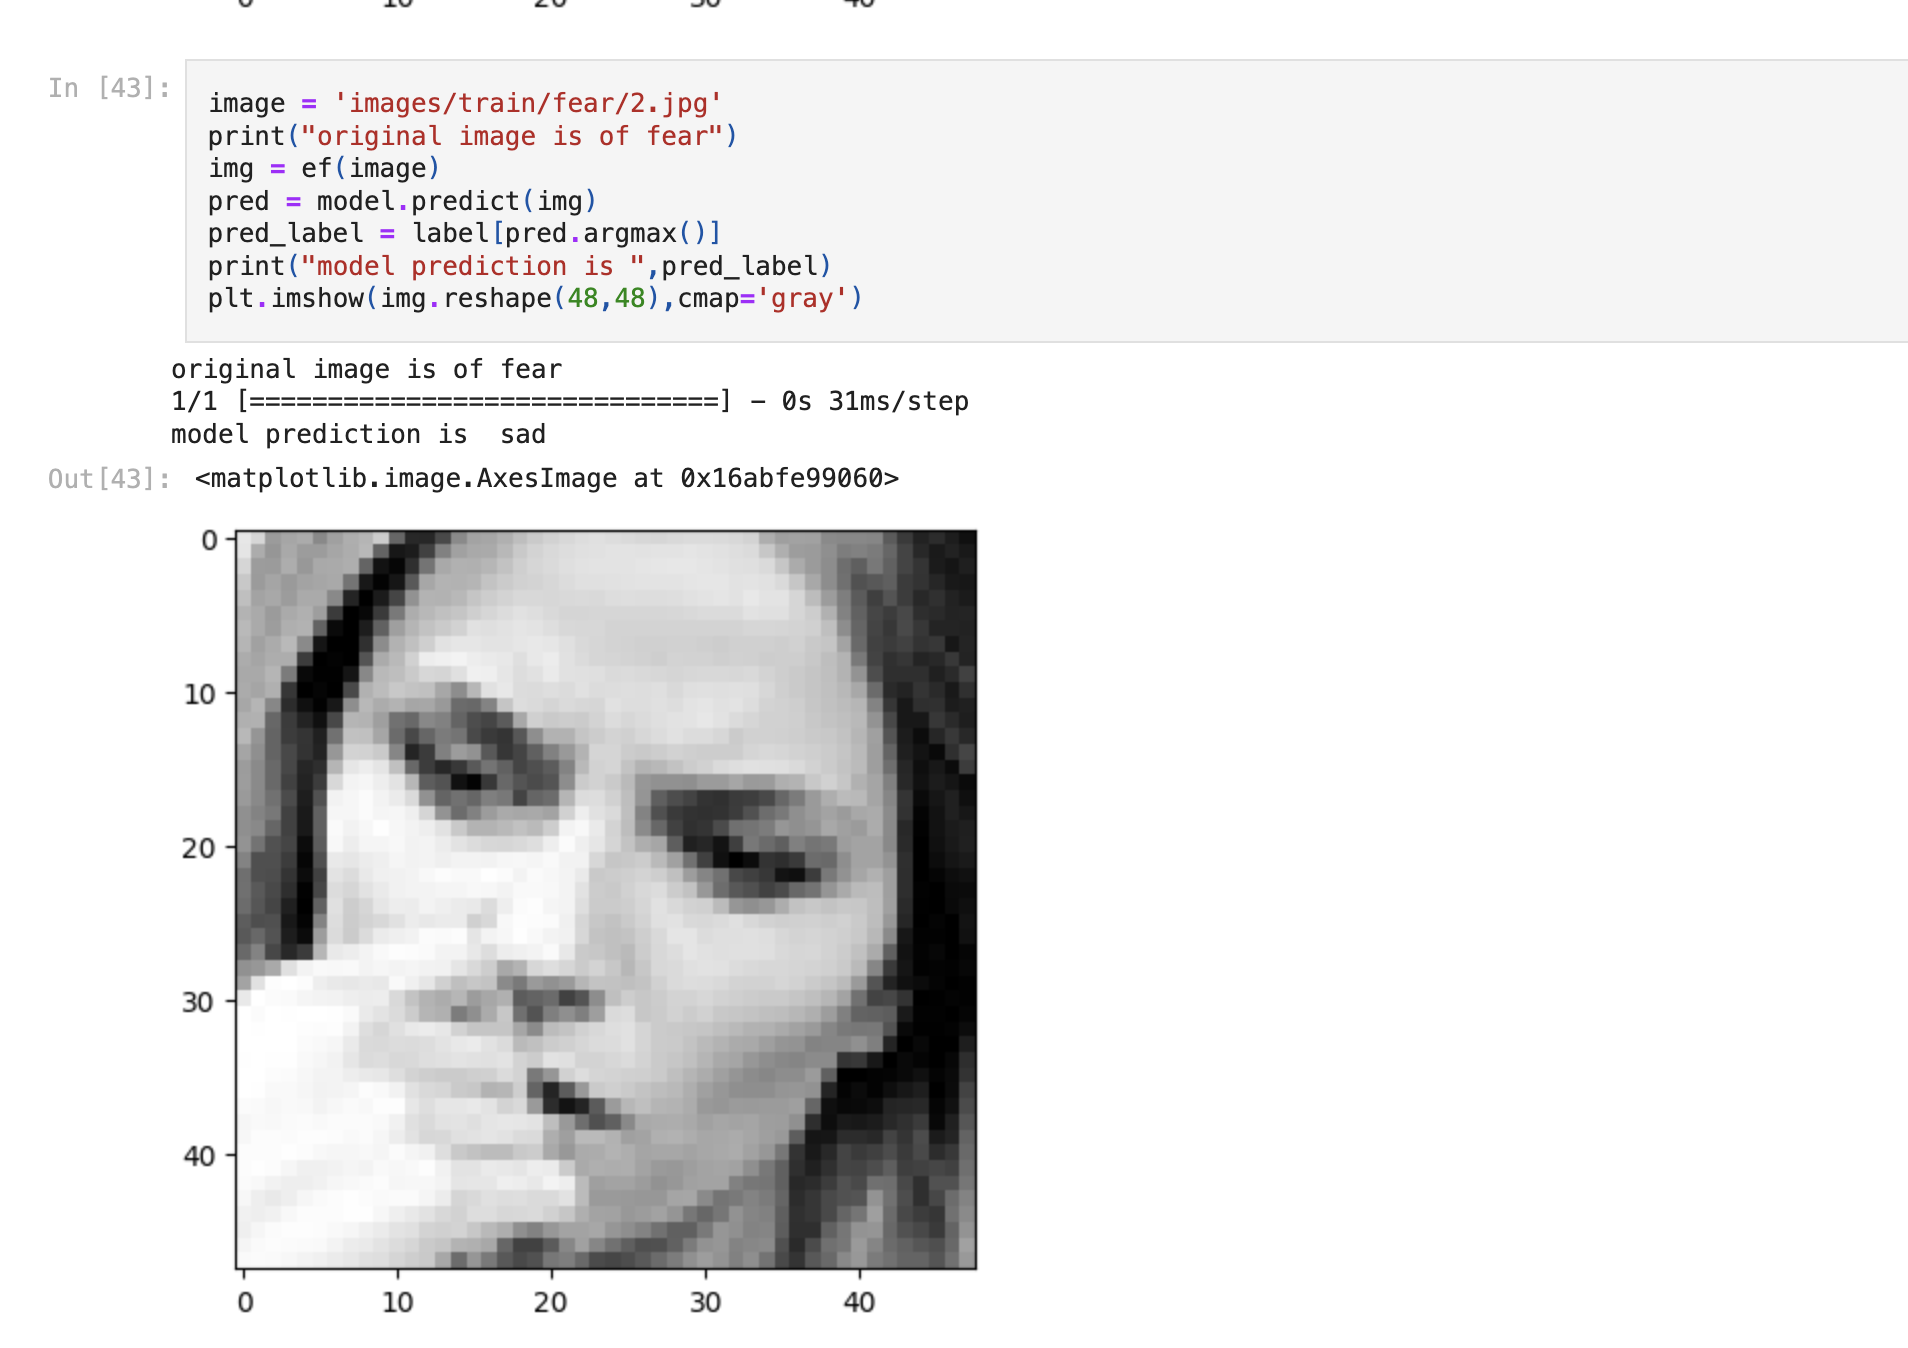 0 10 20 30 40
In [43]:
image = 'images/train/fear/2.jpg'
print("original image is of fear")
img = ef(image)
pred = model.predict(img)
pred_label = label[pred.argmax()]
print("model prediction is ",pred_label)
plt.imshow(img.reshape(48,48),cmap='gray')
original image is of fear
1/1 [==============================] - 0s 31ms/step
model prediction is  sad
Out[43]: <matplotlib.image.AxesImage at 0x16abfe99060>
0
10
20
30
40
0 10 20 30 40